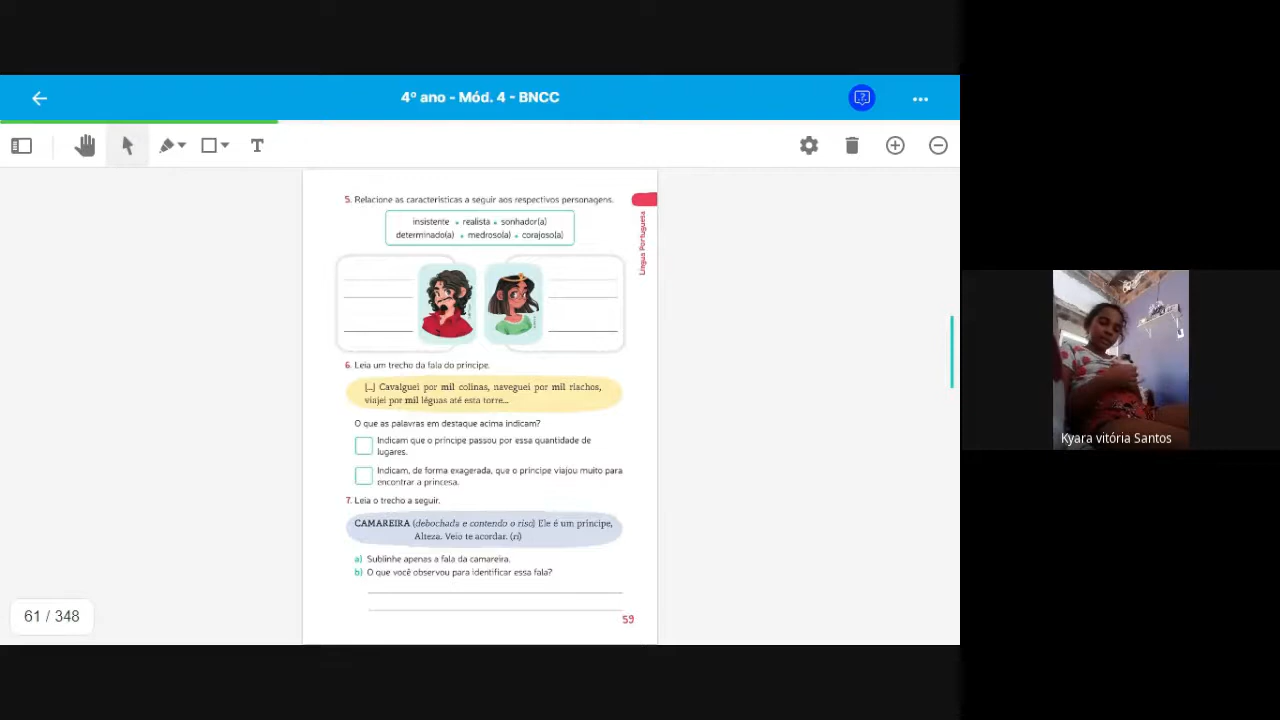 4º ano - Mód. 4 - BNCC
T
5. Relacione as características a seguir aos respectivos personagens.
insistente • realista • sonhador(a)
determinado(a) • medroso(a) • corajoso(a)
Língua Portuguesa
6. Leia um trecho da fala do príncipe.
[...] Cavalguei por mil colinas, naveguei por mil riachos,
viajei por mil léguas até esta torre...
O que as palavras em destaque acima indicam?
Indicam que o príncipe passou por essa quantidade de
lugares.
Indicam, de forma exagerada, que o príncipe viajou muito para
encontrar a princesa.
7. Leia o trecho a seguir.
CAMAREIRA (debochada e contendo o riso) Ele é um príncipe,
Alteza. Veio te acordar. (ri)
a) Sublinhe apenas a fala da camareira.
b) O que você observou para identificar essa fala?
59
61 / 348
Kyara vitória Santos